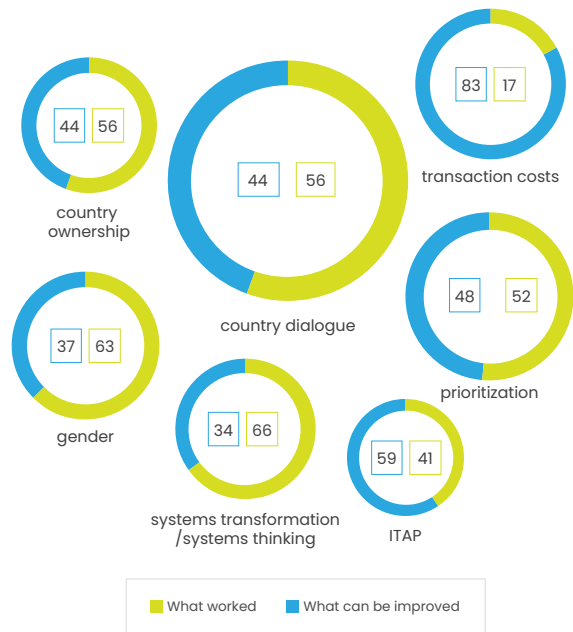 44 56
country
ownership
44 56
country dialogue
83 17
transaction costs
37 63
gender
48 52
prioritization
34 66
systems transformation
/systems thinking
59 41
ITAP
What worked What can be improved